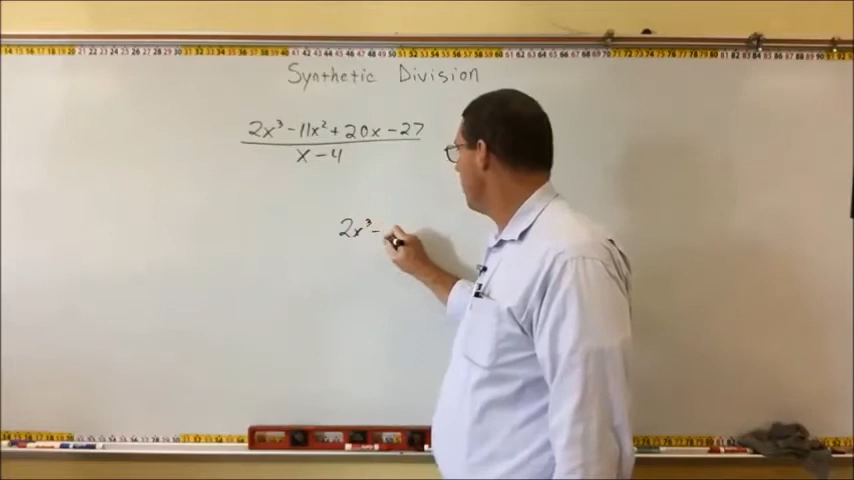 Synthetic Division
2x³ - 11x² + 20x - 27
x - 4
2x³ -